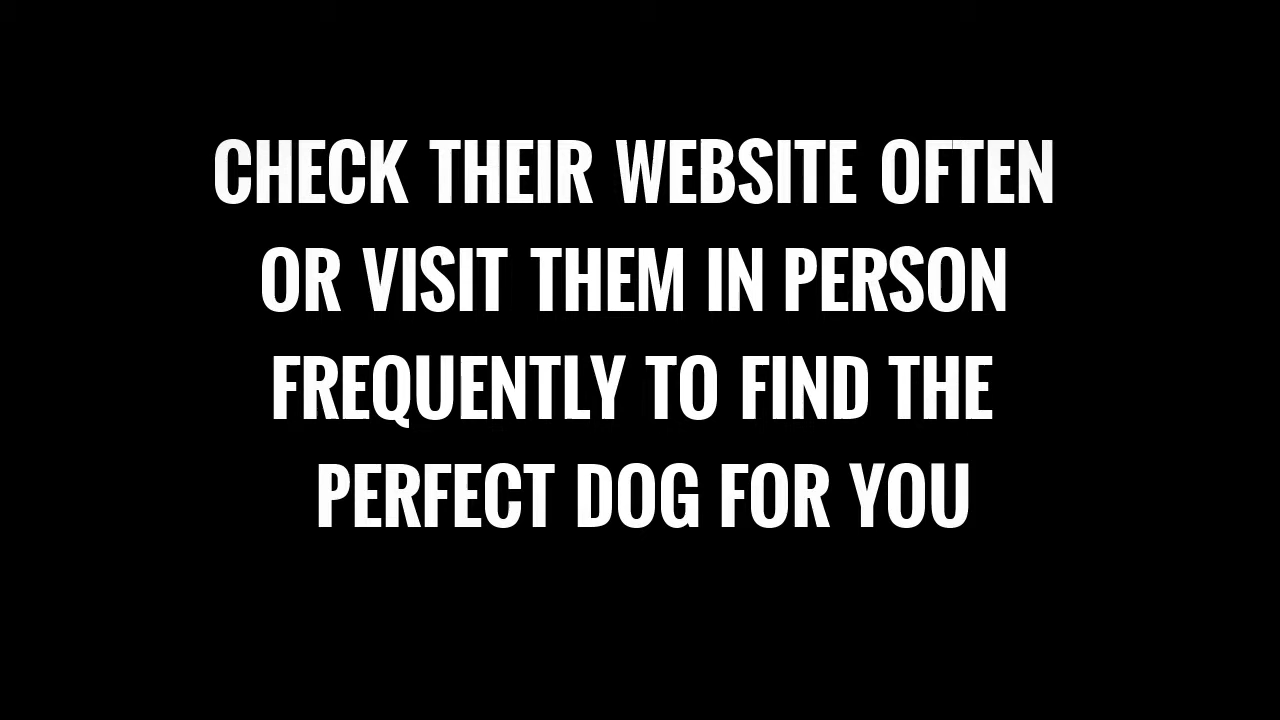 CHECK THEIR WEBSITE OFTEN
OR VISIT THEM IN PERSON
FREQUENTLY TO FIND THE
PERFECT DOG FOR YOU